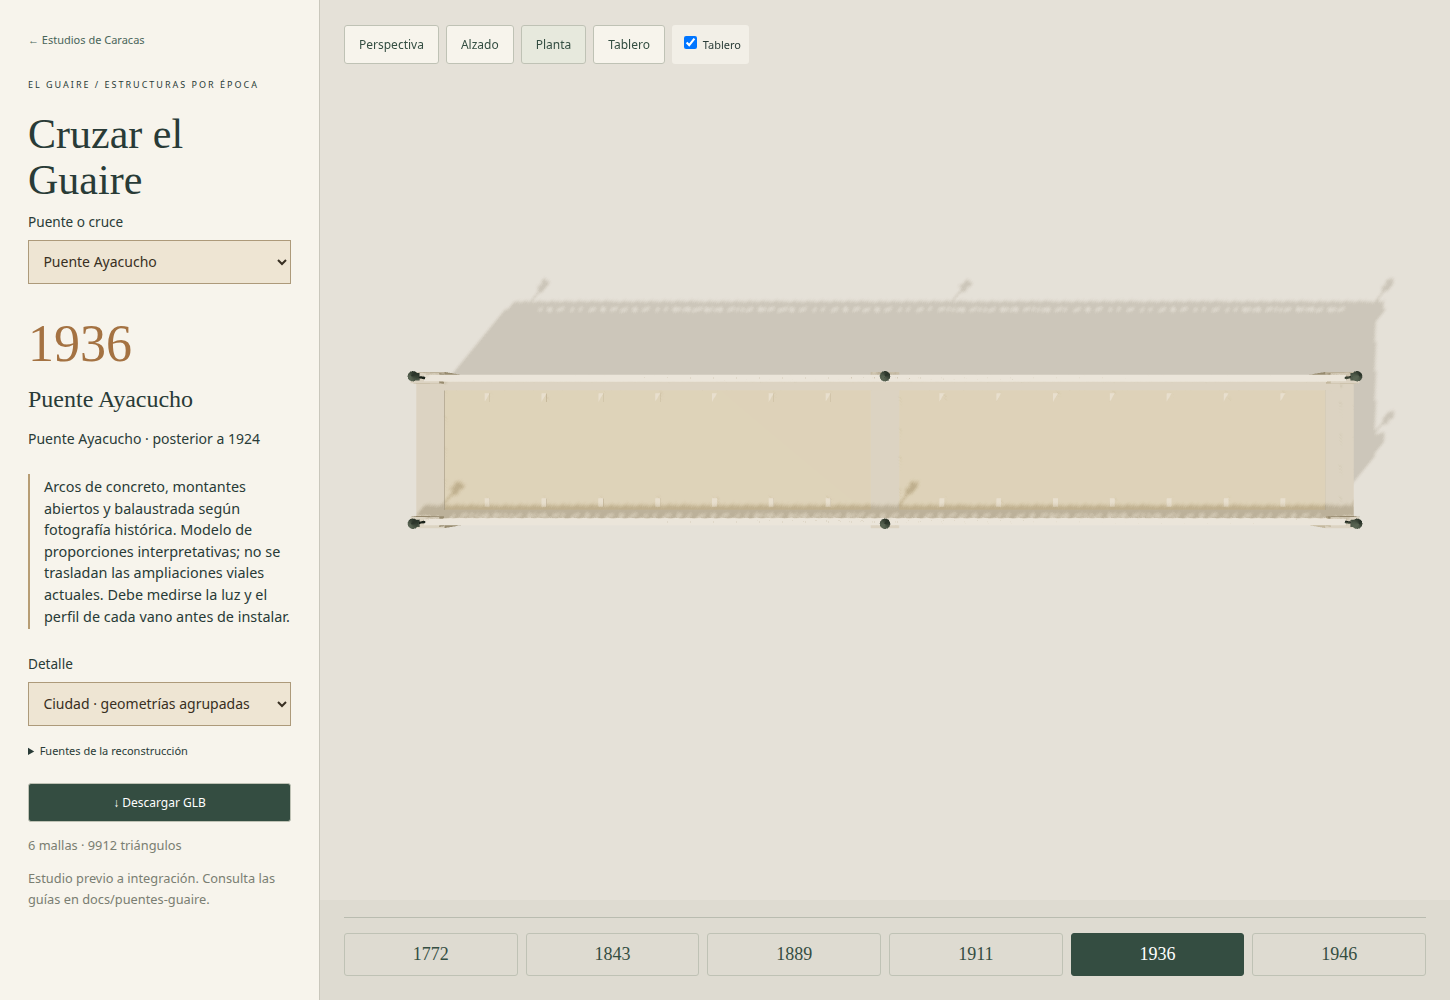 ← Estudios de Caracas
EL GUAIRE / ESTRUCTURAS POR ÉPOCA
Cruzar el
Guaire
Puente o cruce
Puente Ayacucho
1936
Puente Ayacucho
Puente Ayacucho · posterior a 1924
Arcos de concreto, montantes
abiertos y balaustrada según
fotografía histórica. Modelo de
proporciones interpretativas; no se
trasladan las ampliaciones viales
actuales. Debe medirse la luz y el
perfil de cada vano antes de instalar.
Detalle
Ciudad · geometrías agrupadas
▶ Fuentes de la reconstrucción
↓ Descargar GLB
6 mallas · 9912 triángulos
Estudio previo a integración. Consulta las
guías en docs/puentes-guaire.
Perspectiva Alzado Planta Tablero Tablero
1772 1843 1889 1911 1936 1946